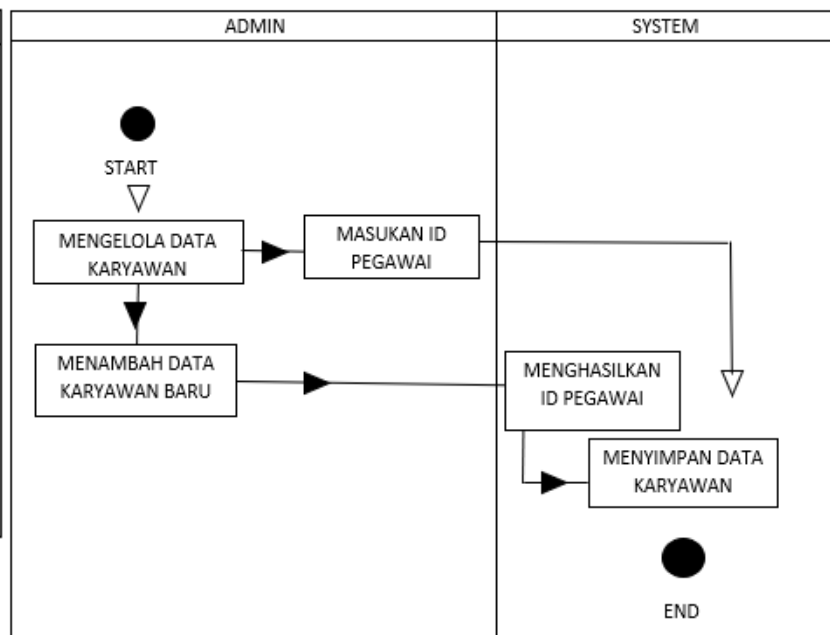 ADMIN
SYSTEM
START
MENGELOLA DATA
KARYAWAN
MASUKAN ID
PEGAWAI
MENAMBAH DATA
KARYAWAN BARU
MENGHASILKAN
ID PEGAWAI
MENYIMPAN DATA
KARYAWAN
END